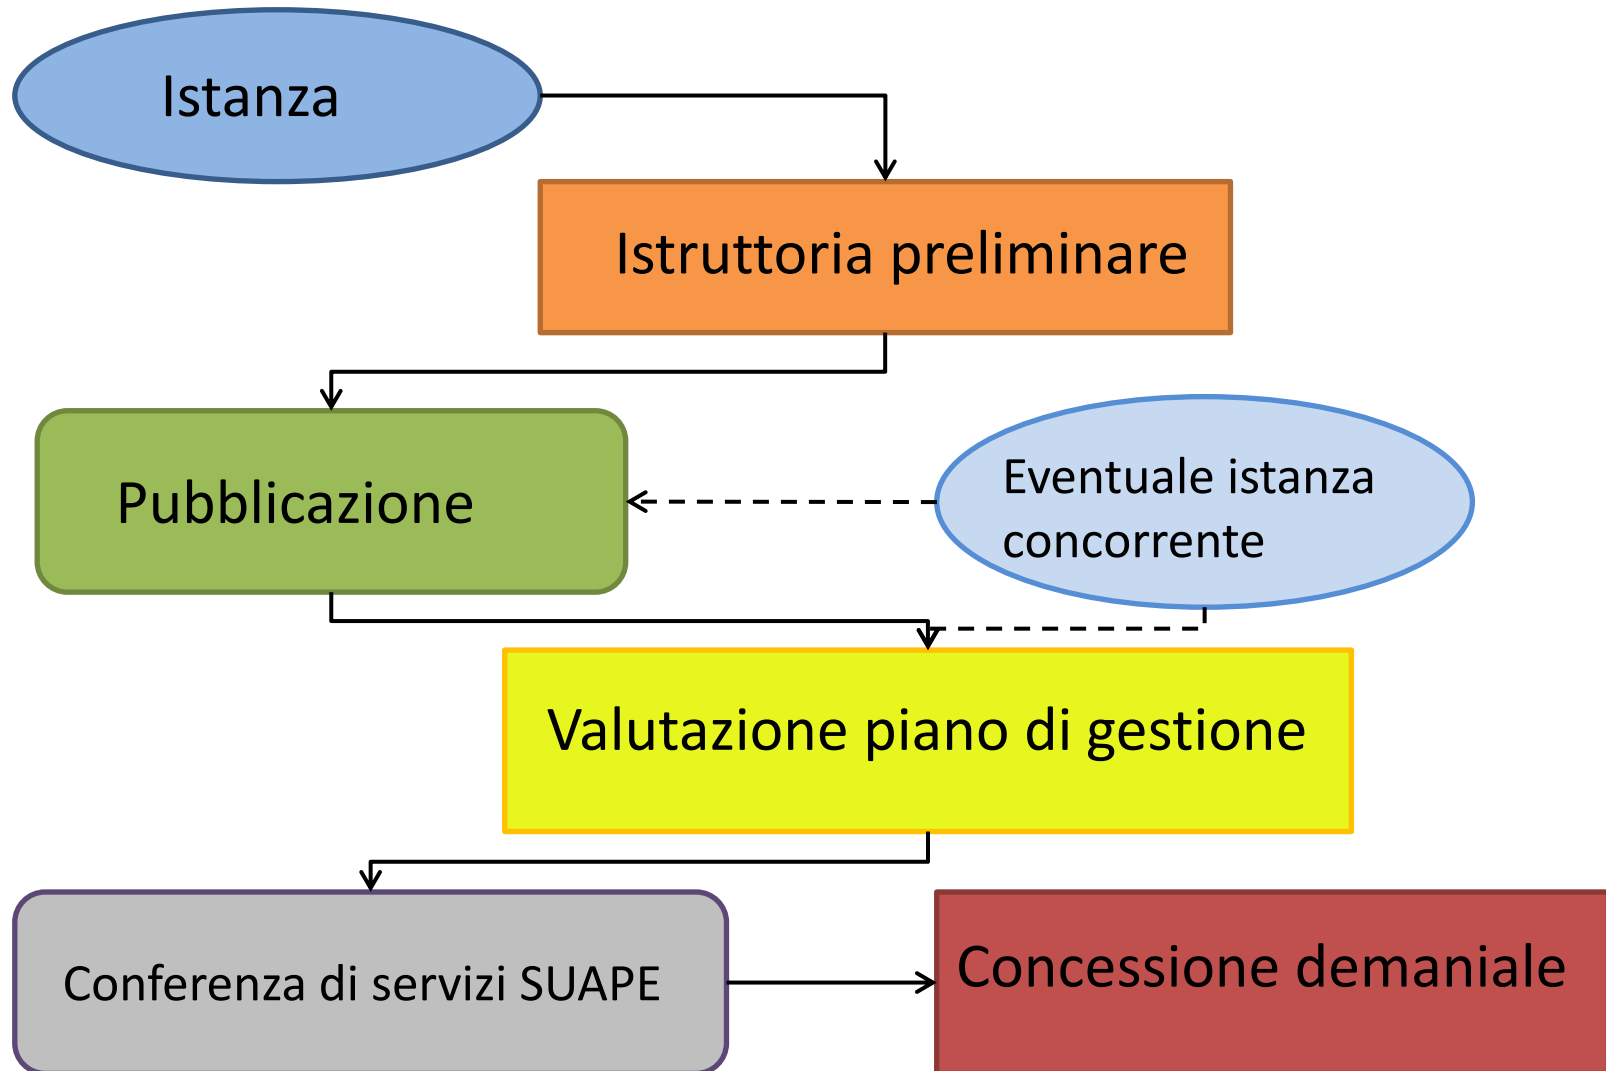 Istanza
Istruttoria preliminare
Pubblicazione
Eventuale istanza
concorrente
Valutazione piano di gestione
Conferenza di servizi SUAPE
Concessione demaniale